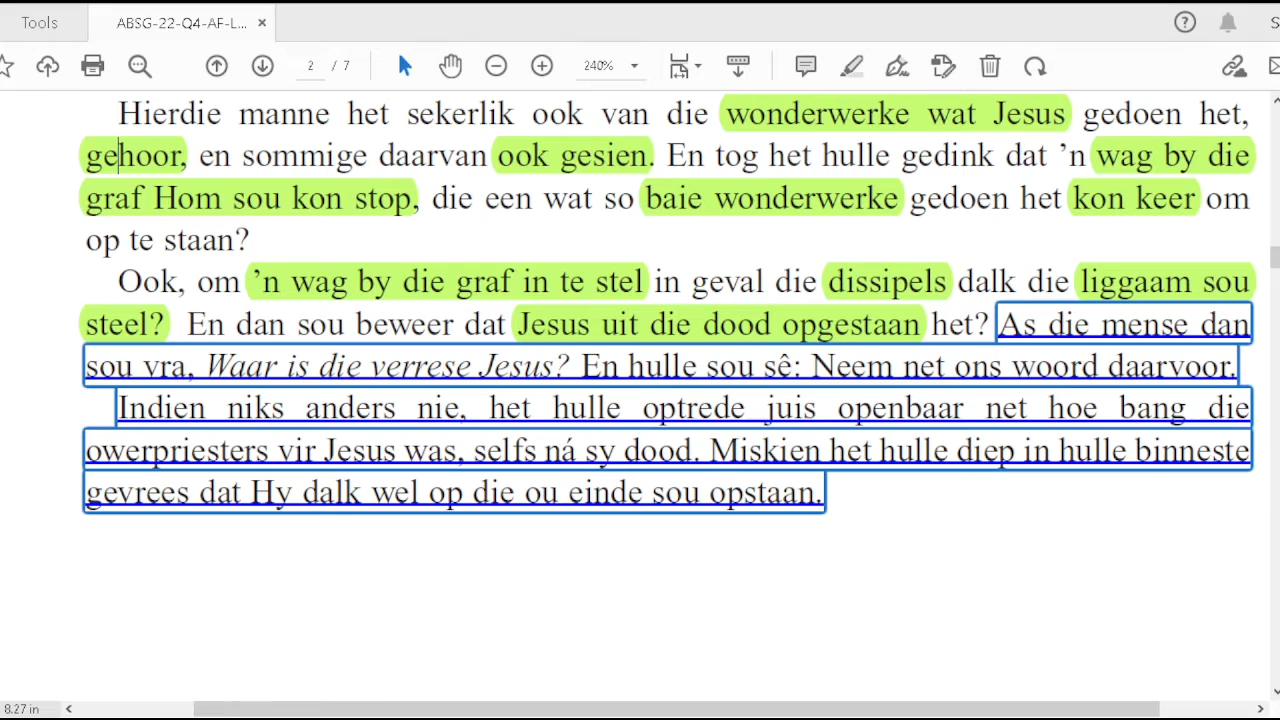 Tools ABSG-22-Q4-AF-L... × S
2 / 7 240%
Hierdie manne het sekerlik ook van die wonderwerke wat Jesus gedoen het,
gehoor, en sommige daarvan ook gesien. En tog het hulle gedink dat ’n wag by die
graf Hom sou kon stop, die een wat so baie wonderwerke gedoen het kon keer om
op te staan?
Ook, om ’n wag by die graf in te stel in geval die dissipels dalk die liggaam sou
steel? En dan sou beweer dat Jesus uit die dood opgestaan het? As die mense dan
sou vra, Waar is die verrese Jesus? En hulle sou sê: Neem net ons woord daarvoor.
Indien niks anders nie, het hulle optrede juis openbaar net hoe bang die
owerpriesters vir Jesus was, selfs ná sy dood. Miskien het hulle diep in hulle binneste
gevrees dat Hy dalk wel op die ou einde sou opstaan.
8.27 in